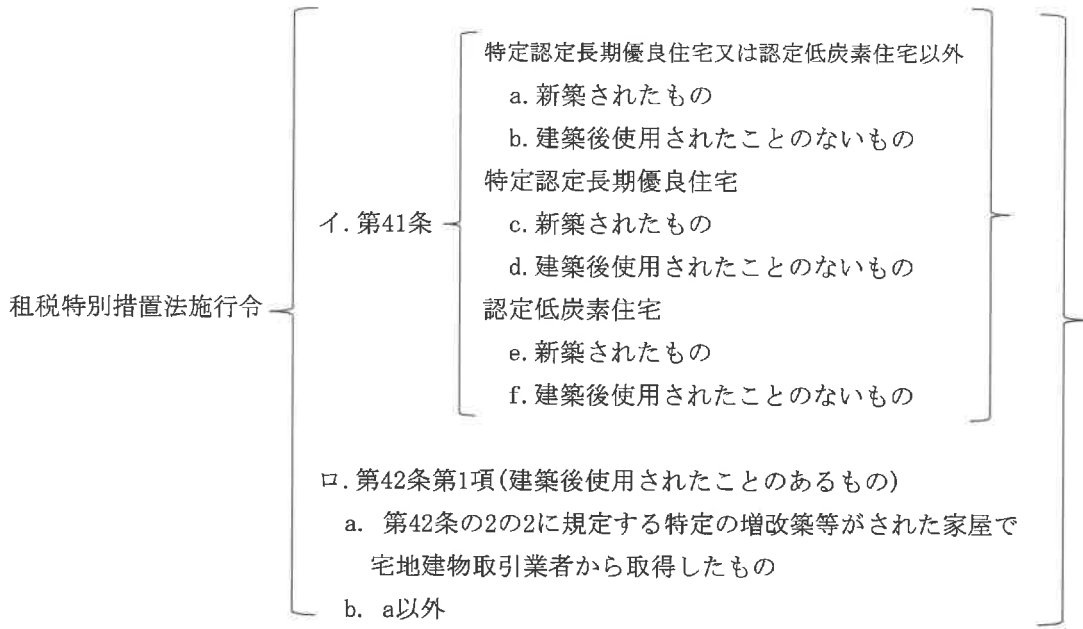 特定認定長期優良住宅又は認定低炭素住宅以外
a.新築されたもの
b.建築後使用されたことのないもの
特定認定長期優良住宅
イ.第41条
c.新築されたもの
d.建築後使用されたことのないもの
租税特別措置法施行令
認定低炭素住宅
e.新築されたもの
f.建築後使用されたことのないもの
ロ.第42条第1項(建築後使用されたことのあるもの)
a. 第42条の2の2に規定する特定の増改築等がされた家屋で
宅地建物取引業者から取得したもの
b. a以外